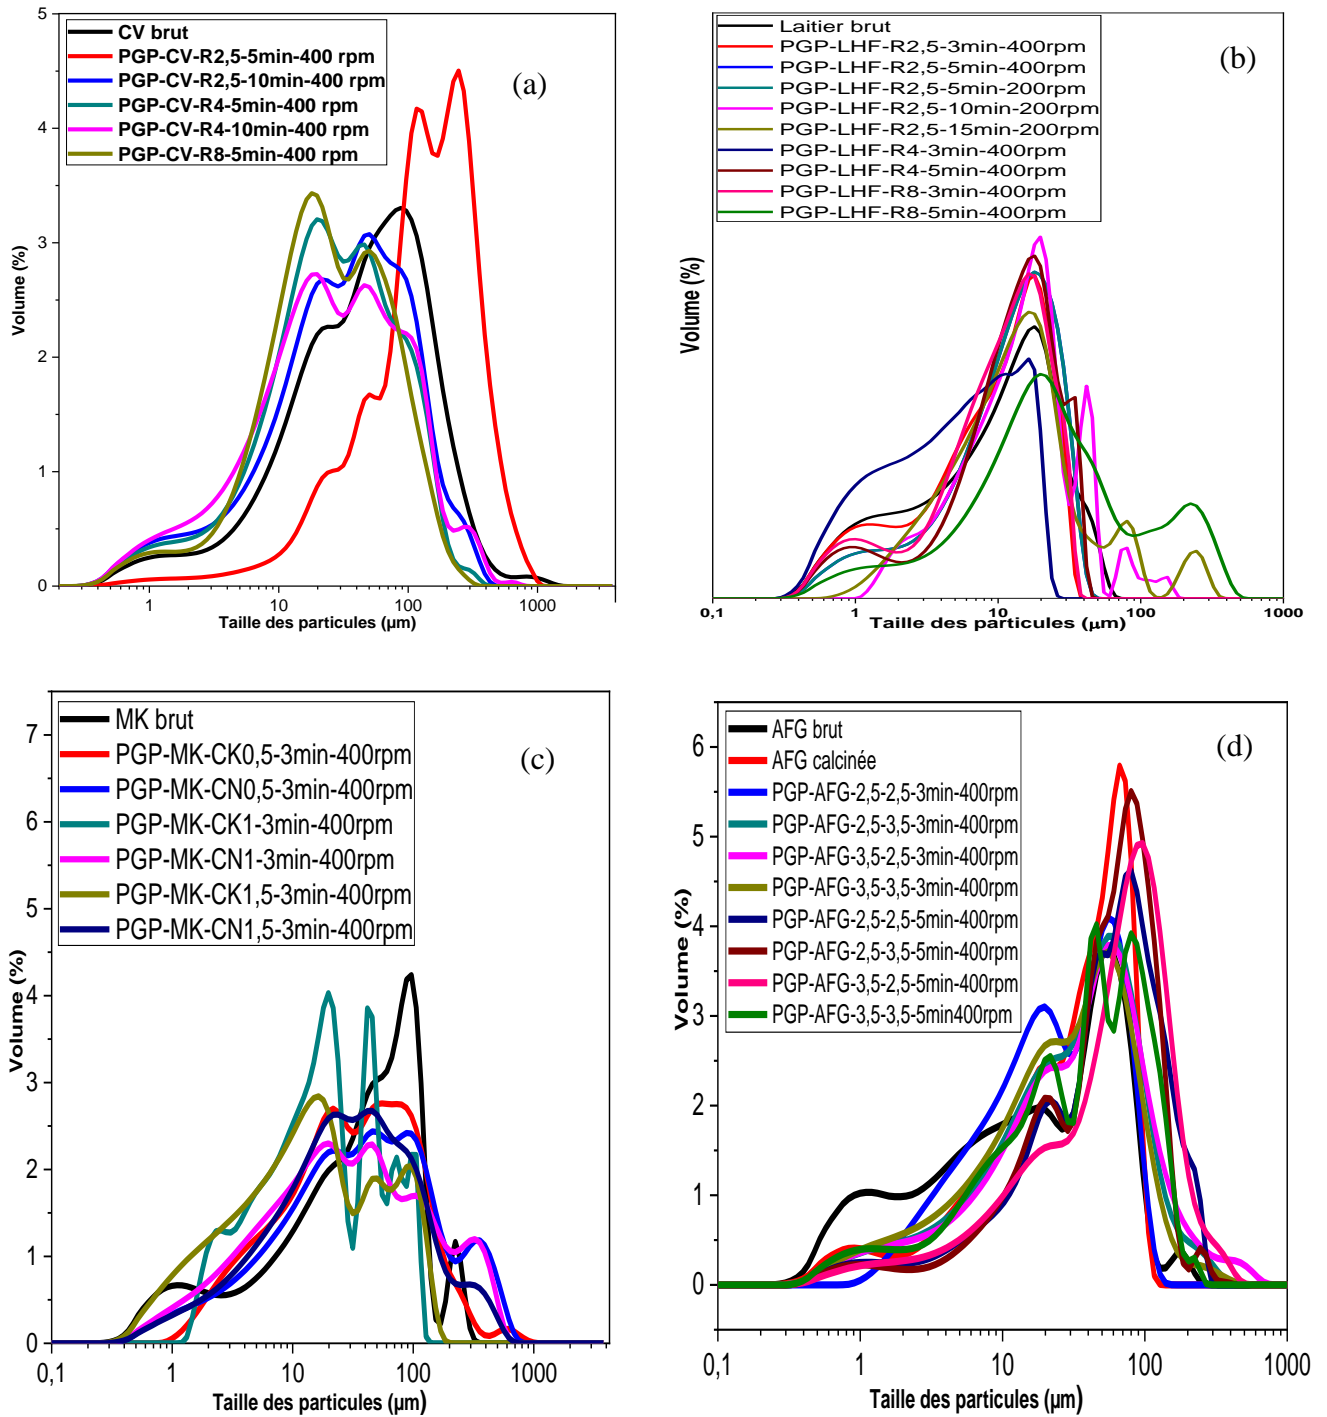 (a)
CV brut
PGP-CV-R2,5-5min-400 rpm
PGP-CV-R2,5-10min-400 rpm
PGP-CV-R4-5min-400 rpm
PGP-CV-R4-10min-400 rpm
PGP-CV-R8-5min-400 rpm
Volume (%)
5
4
3
2
1
0
1
10
100
1000
Taille des particules (µm)
(b)
Laitier brut
PGP-LHF-R2,5-3min-400rpm
PGP-LHF-R2,5-5min-400rpm
PGP-LHF-R2,5-5min-200rpm
PGP-LHF-R2,5-10min-200rpm
PGP-LHF-R2,5-15min-200rpm
PGP-LHF-R4-3min-400rpm
PGP-LHF-R4-5min-400rpm
PGP-LHF-R8-3min-400rpm
PGP-LHF-R8-5min-400rpm
Volume (%)
0,1
1
10
100
1000
Taille des particules (µm)
(c)
MK brut
PGP-MK-CK0,5-3min-400rpm
PGP-MK-CN0,5-3min-400rpm
PGP-MK-CK1-3min-400rpm
PGP-MK-CN1-3min-400rpm
PGP-MK-CK1,5-3min-400rpm
PGP-MK-CN1,5-3min-400rpm
Volume (%)
7
6
5
4
3
2
1
0
0,1
1
10
100
1000
Taille des particules (µm)
(d)
AFG brut
AFG calcinée
PGP-AFG-2,5-2,5-3min-400rpm
PGP-AFG-2,5-3,5-3min-400rpm
PGP-AFG-3,5-2,5-3min-400rpm
PGP-AFG-3,5-3,5-3min-400rpm
PGP-AFG-2,5-2,5-5min-400rpm
PGP-AFG-2,5-3,5-5min-400rpm
PGP-AFG-3,5-2,5-5min-400rpm
PGP-AFG-3,5-3,5-5min400rpm
Volume (%)
6
5
4
3
2
1
0
0,1
1
10
100
1000
Taille des particules (µm)